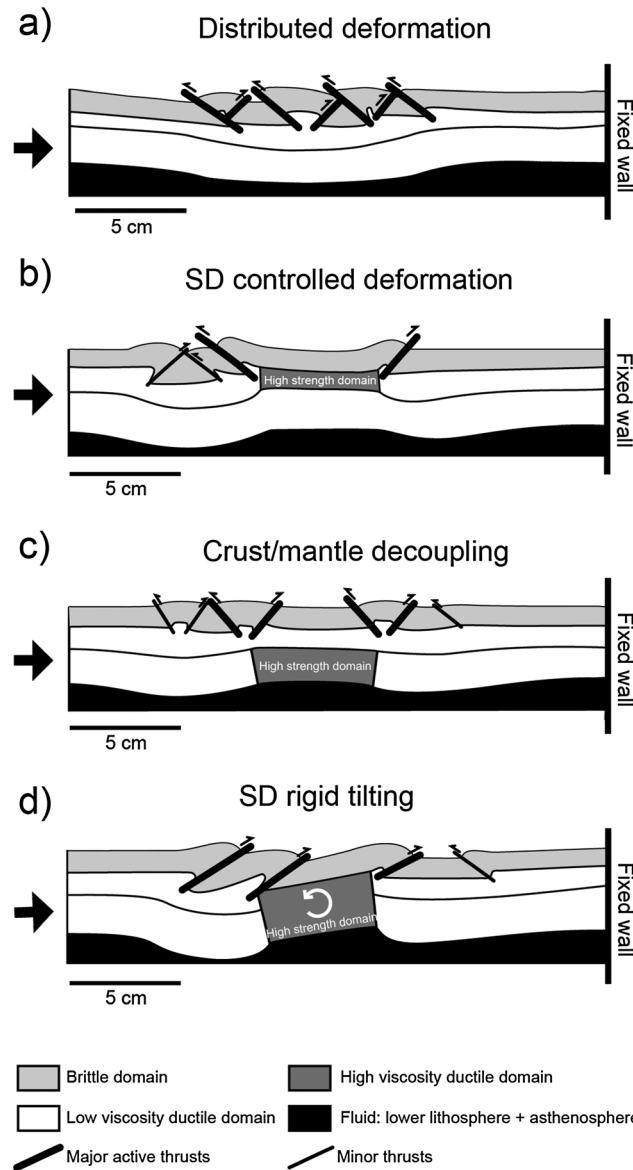 a)
Distributed deformation
Fixed wall
5 cm
b)
SD controlled deformation
High strength domain
Fixed wall
5 cm
c)
Crust/mantle decoupling
High strength domain
Fixed wall
5 cm
d)
SD rigid tilting
High strength domain
Fixed wall
5 cm
Brittle domain
High viscosity ductile domain
Low viscosity ductile domain
Fluid: lower lithosphere + asthenosphere
Major active thrusts
Minor thrusts